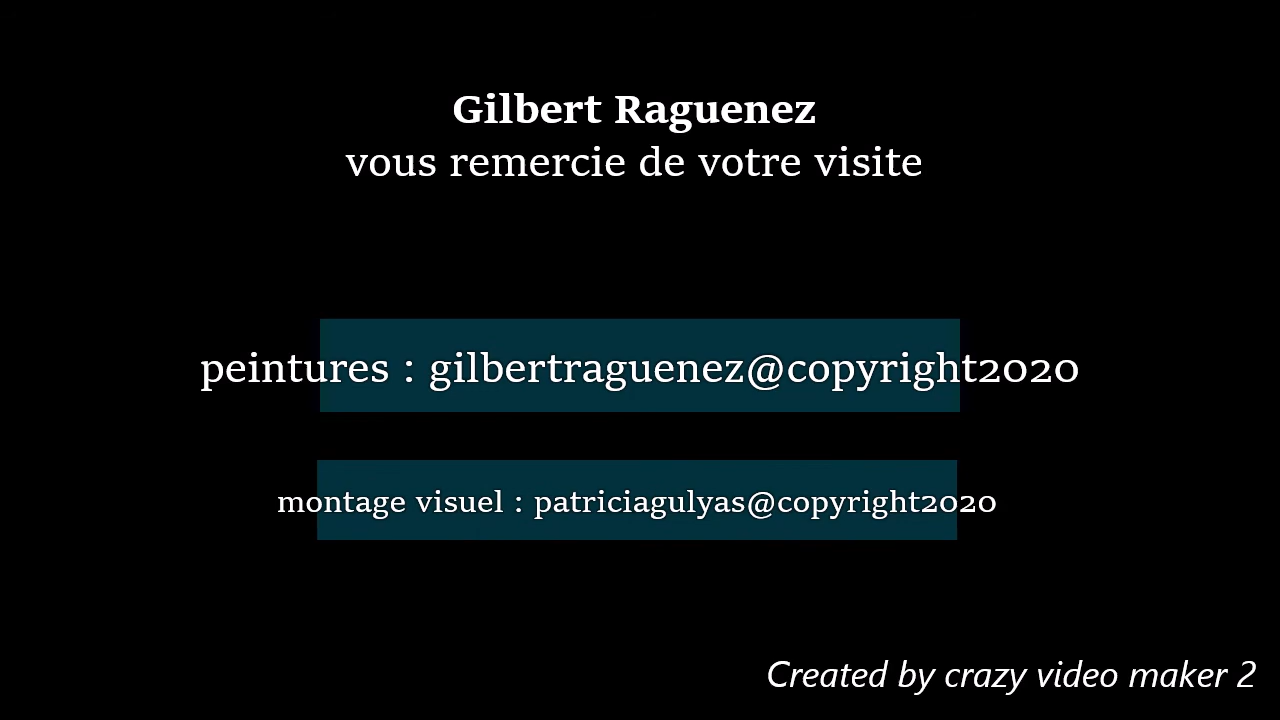 Gilbert Raguenez
vous remercie de votre visite
peintures : gilbertraguenez@copyright2020
montage visuel : patriciagulyas@copyright2020
Created by crazy video maker 2